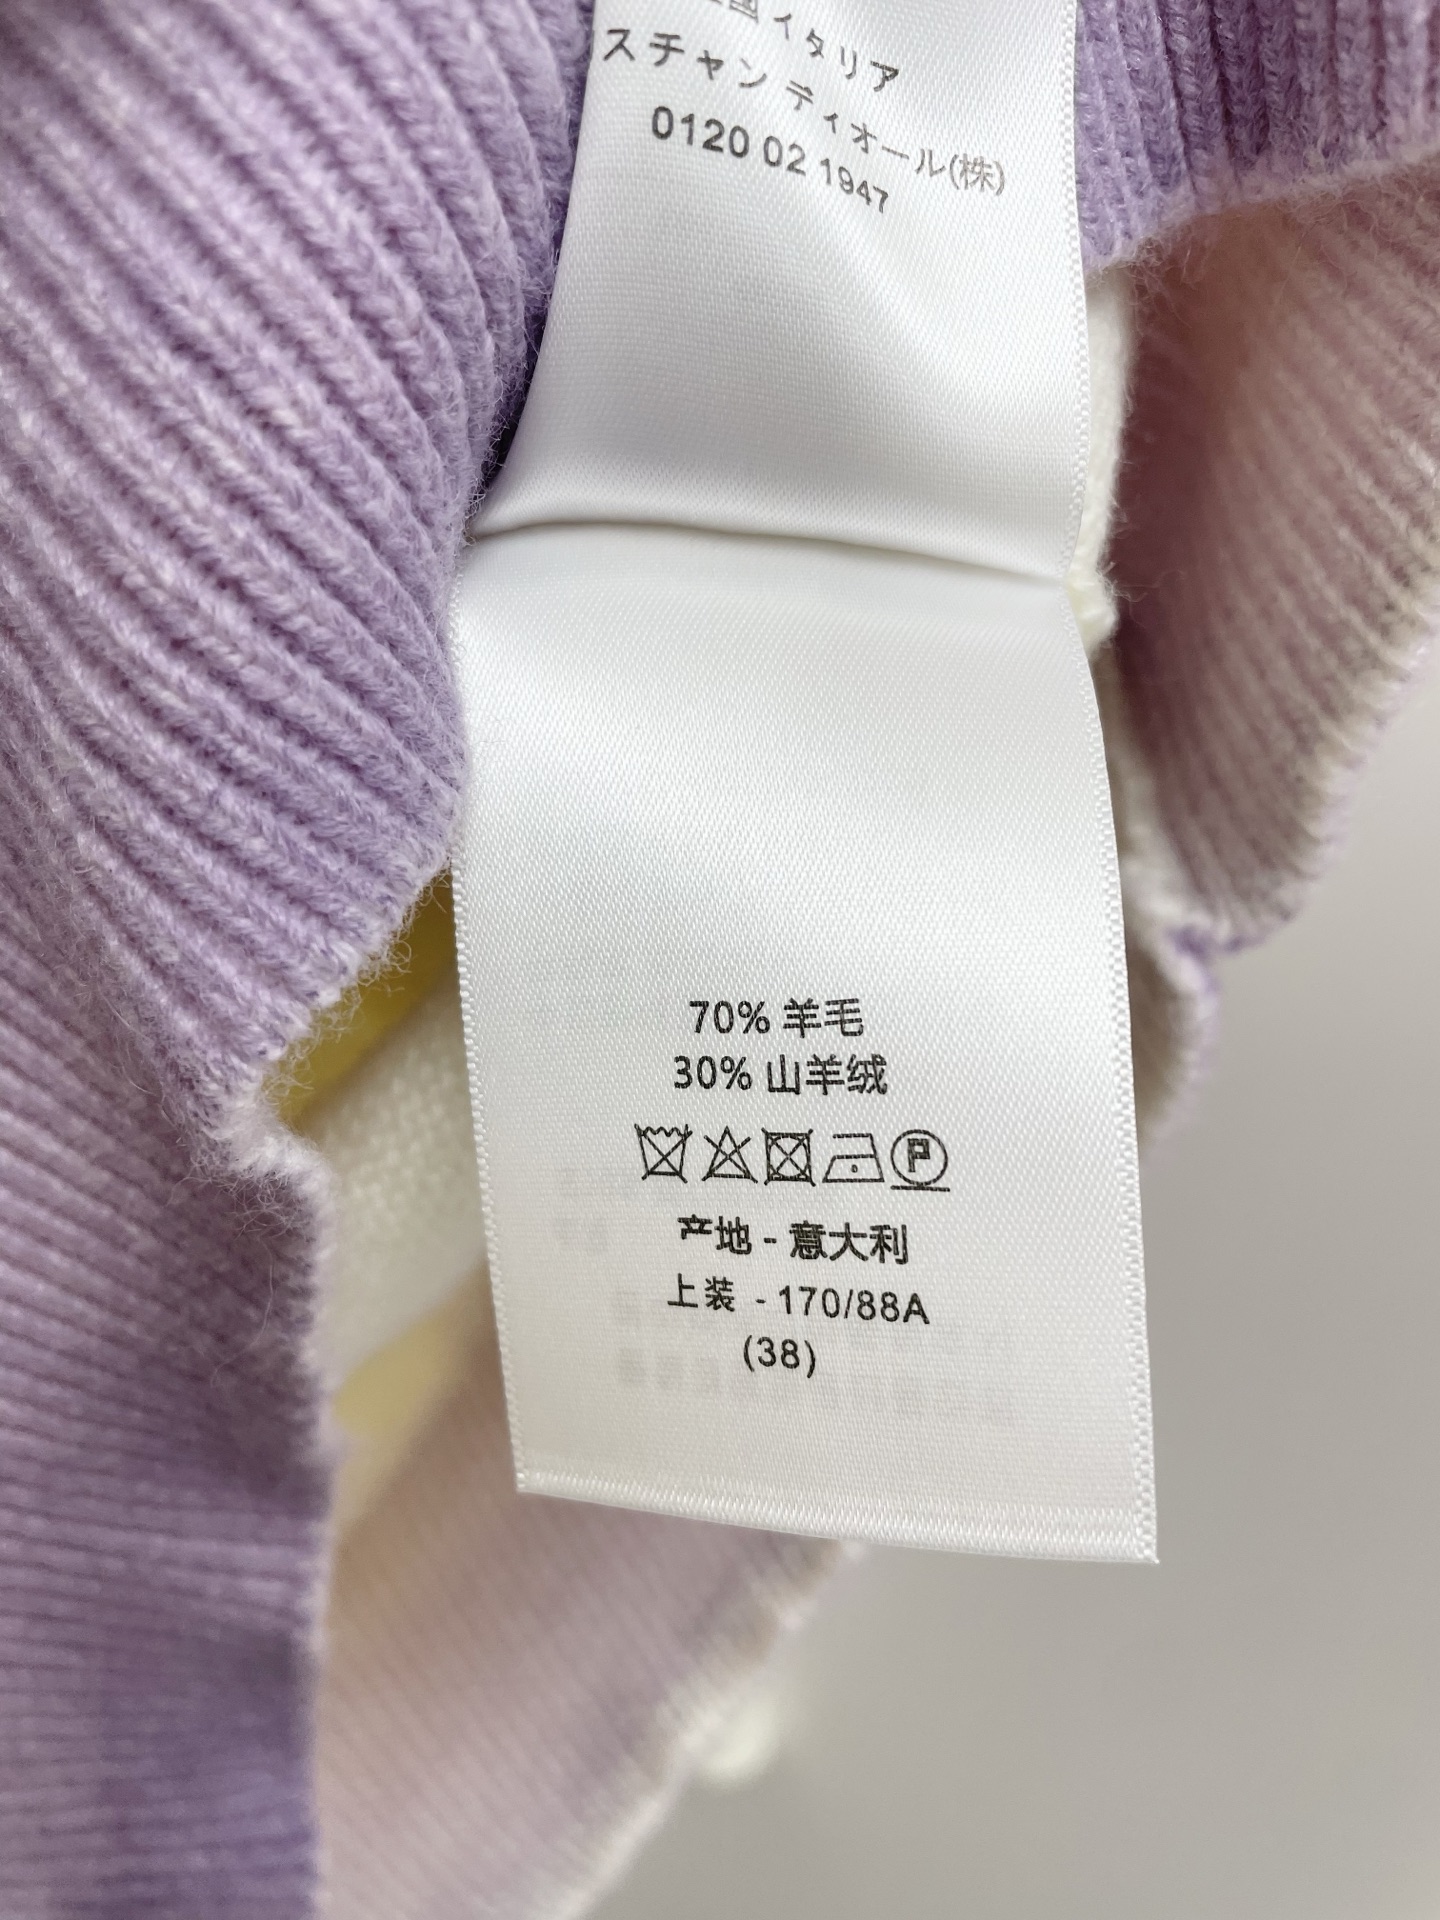 国イタリア
スチャン ディオール(株)
0120 02 1947
70% 羊毛
30% 山羊绒
P
产地 - 意大利
上装 - 170/88A
(38)